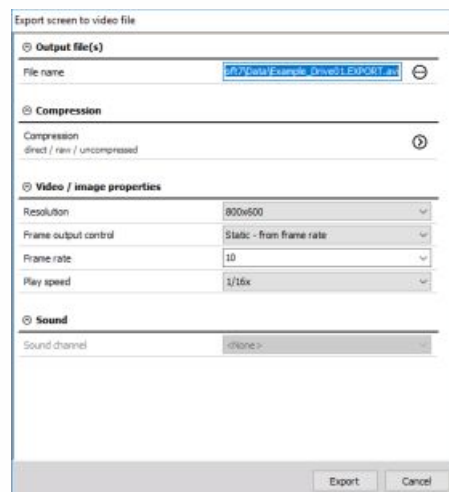 Export screen to video file
Output file(s)
File name
oft7\Data\Example_Drive01.EXPORT.avi
Compression
Compression
direct / raw / uncompressed
Video / image properties
Resolution 800x600
Frame output control Static - from frame rate
Frame rate 10
Play speed 1/16x
Sound
Sound channel <None>
Export Cancel